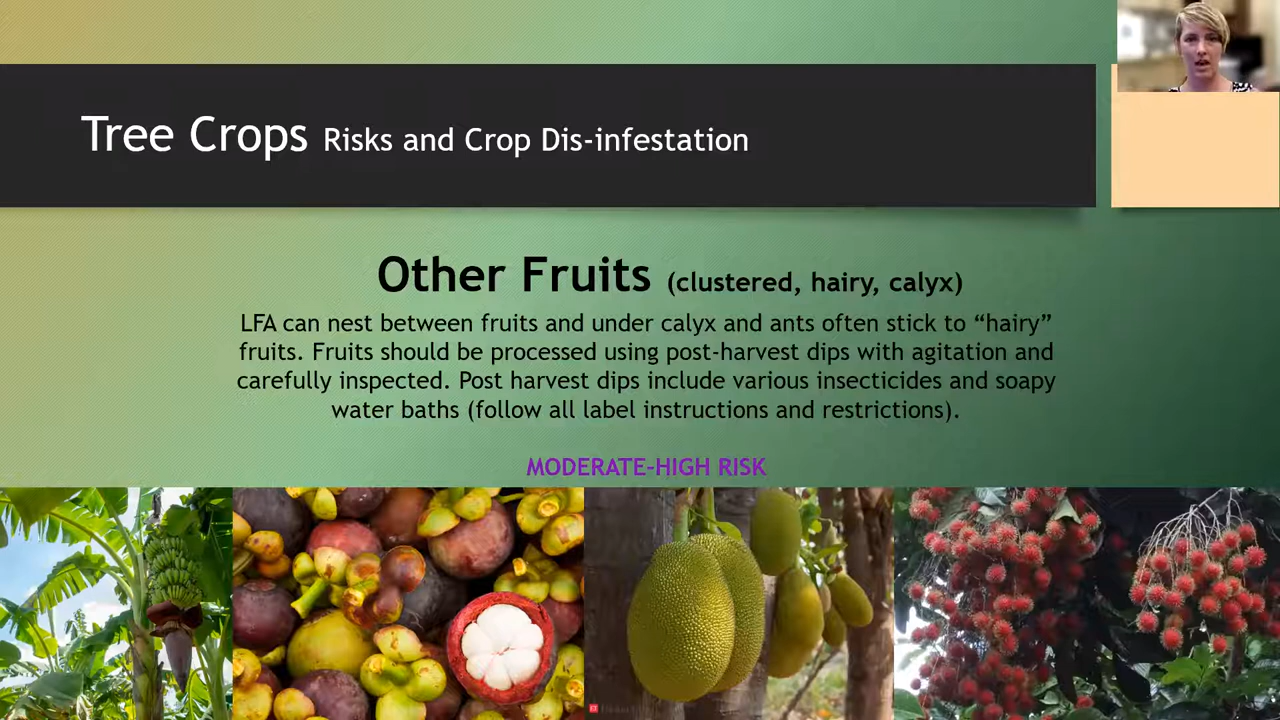 Tree Crops Risks and Crop Dis-infestation
Other Fruits (clustered, hairy, calyx)
LFA can nest between fruits and under calyx and ants often stick to “hairy”
fruits. Fruits should be processed using post-harvest dips with agitation and
carefully inspected. Post harvest dips include various insecticides and soapy
water baths (follow all label instructions and restrictions).
MODERATE-HIGH RISK